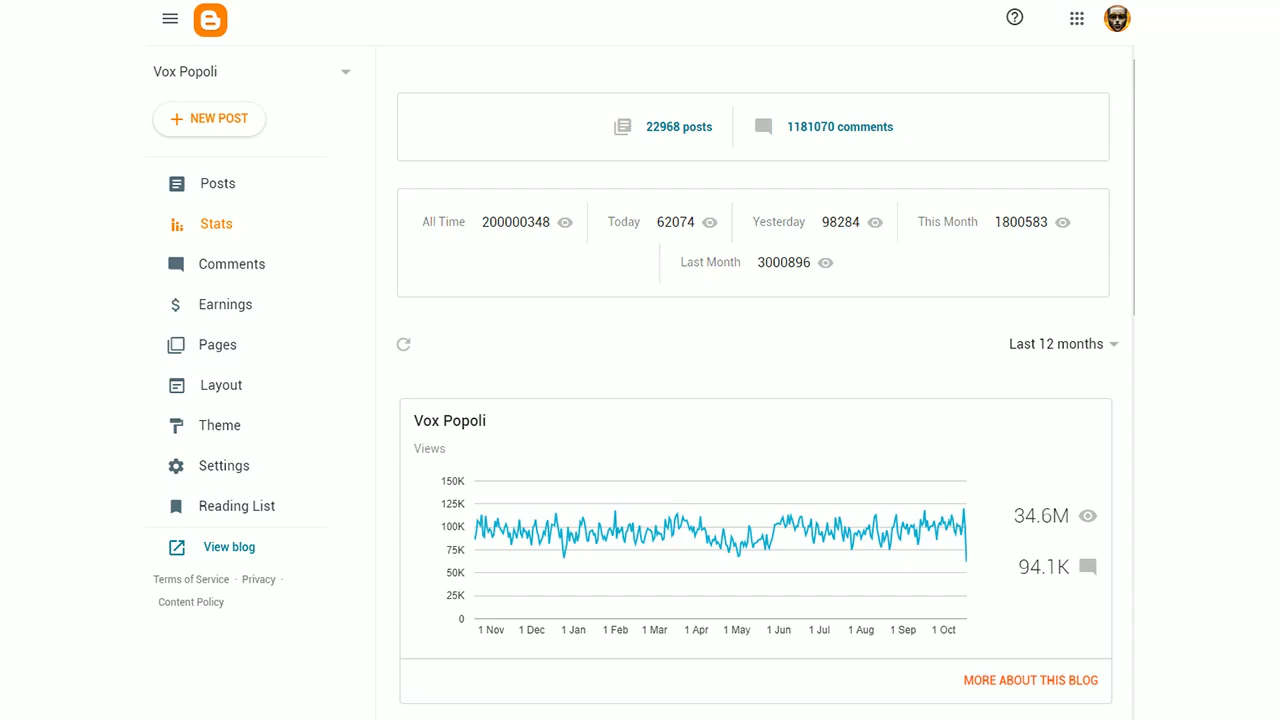 Vox Popoli
NEW POST
Posts
Stats
Comments
Earnings
Pages
Layout
Theme
Settings
Reading List
View blog
Terms of Service · Privacy ·
Content Policy
22968 posts
1181070 comments
All Time 200000348
Today 62074
Yesterday 98284
This Month 1800583
Last Month 3000896
Last 12 months
Vox Popoli
Views
150K
125K
100K
75K
50K
25K
0
1 Nov 1 Dec 1 Jan 1 Feb 1 Mar 1 Apr 1 May 1 Jun 1 Jul 1 Aug 1 Sep 1 Oct
34.6M
94.1K
MORE ABOUT THIS BLOG